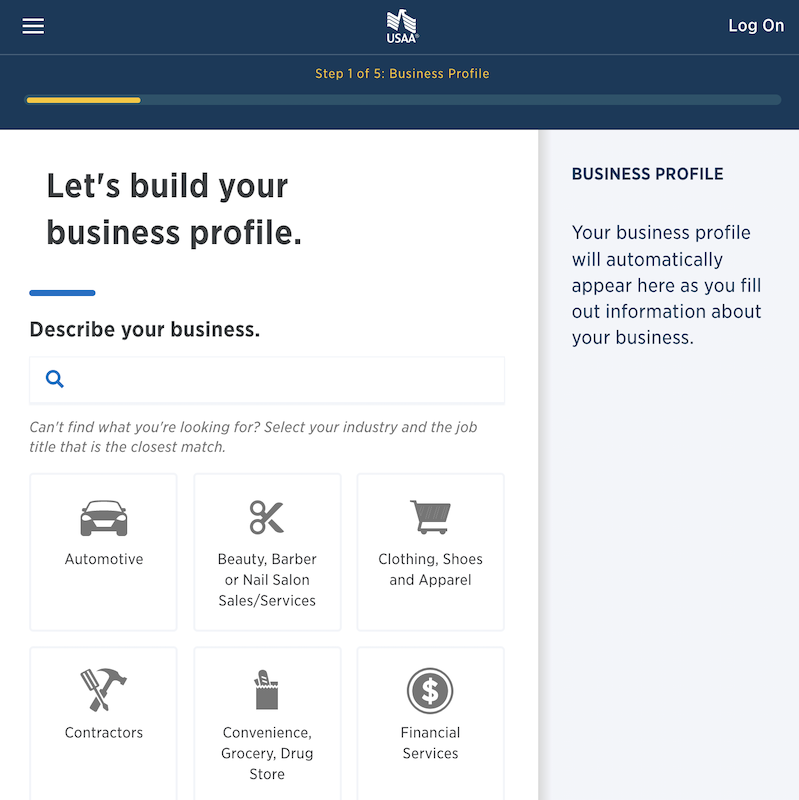 USAA®
Log On
Step 1 of 5: Business Profile
Let's build your
business profile.
Describe your business.
Can't find what you're looking for? Select your industry and the job
title that is the closest match.
Automotive
Beauty, Barber
or Nail Salon
Sales/Services
Clothing, Shoes
and Apparel
Contractors
Convenience,
Grocery, Drug
Store
$
Financial
Services
BUSINESS PROFILE
Your business profile
will automatically
appear here as you fill
out information about
your business.